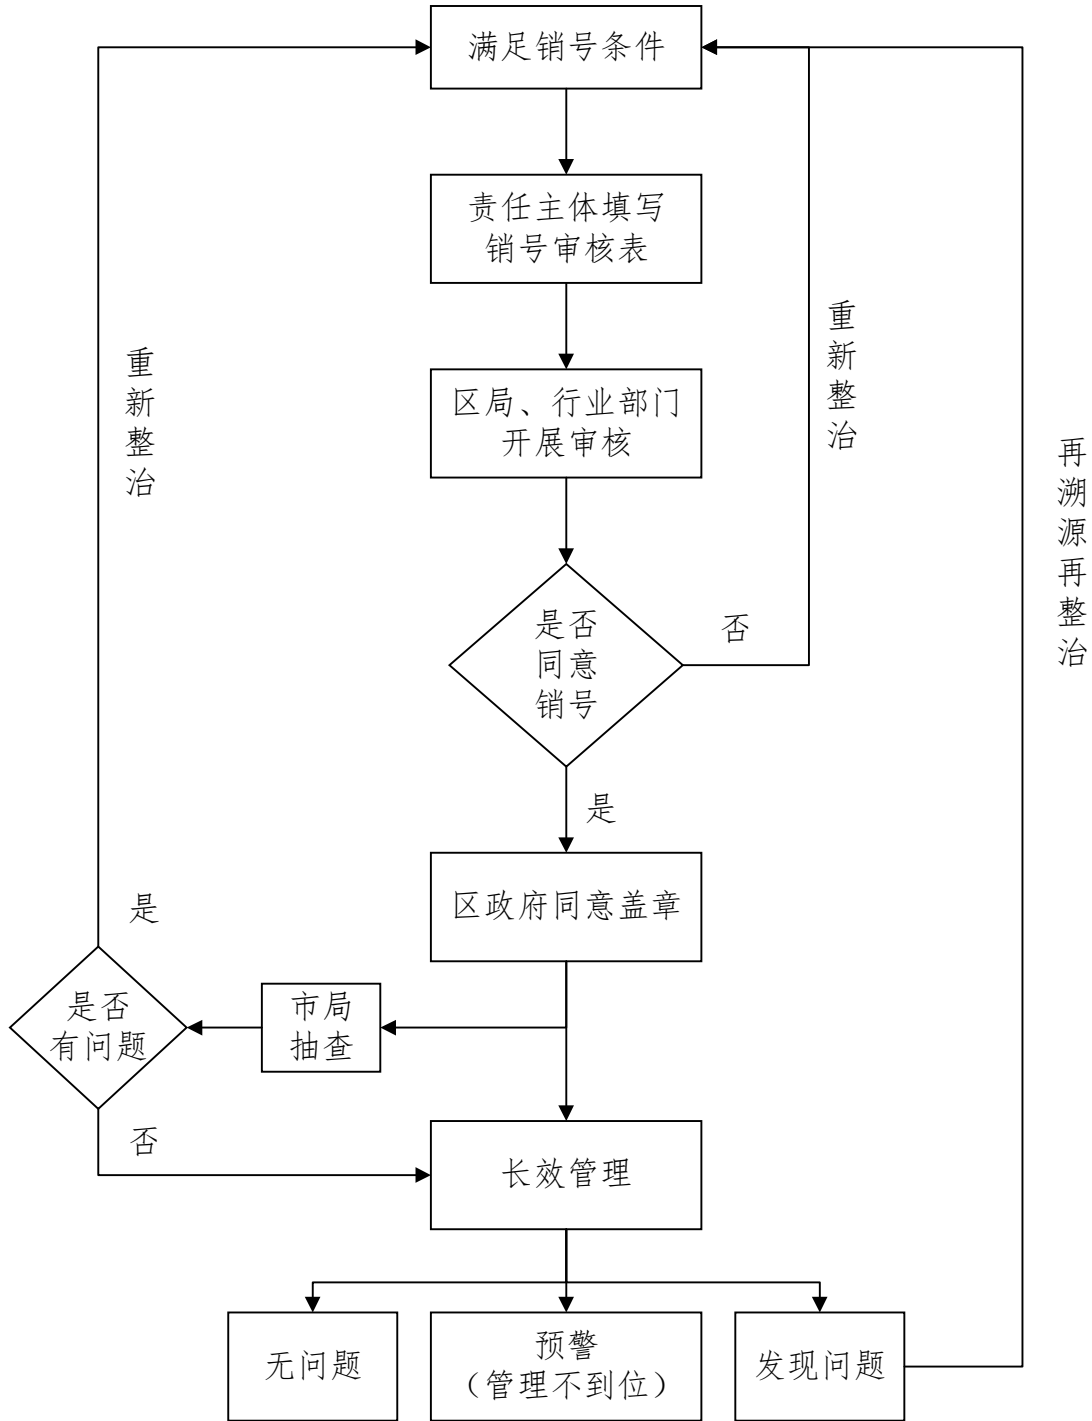 满足销号条件
责任主体填写
销号审核表
重新整治
重新整治
区局、行业部门
开展审核
再溯源再整治
是否
同意
销号
否
是
区政府同意盖章
是
是否
有问题
市局
抽查
否
长效管理
无问题
预警
（管理不到位）
发现问题